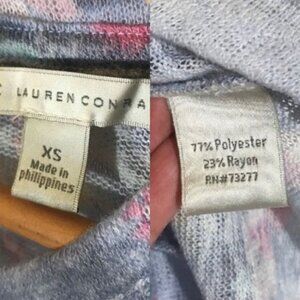 LAUREN CONRA
XS
Made in
philippines
77% Polyester
23% Rayon
RN#73277